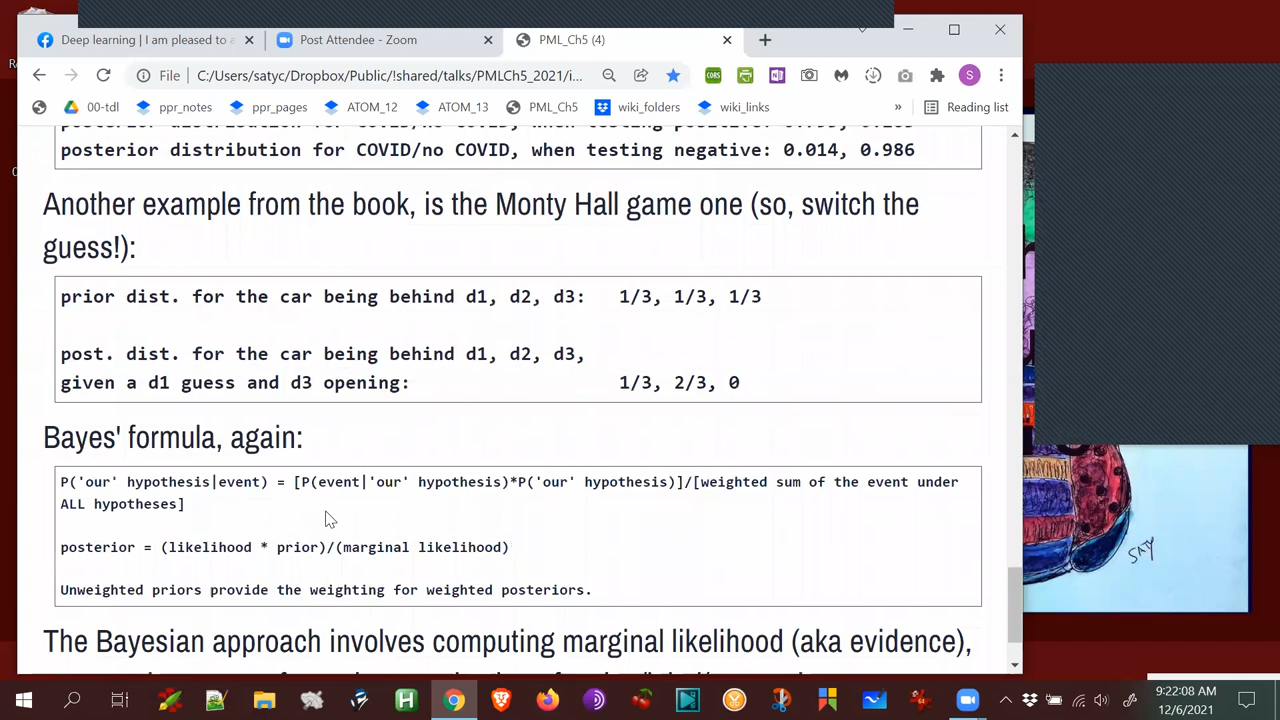 Deep learning | I am please to a
Post Attendee - Zoom
PML_Ch5 (4)
File
C:/Users/satyc/Dropbox/Public/!shared/talks/PMLCh5_2021/i...
CORS
S
00-tdl
ppr_notes
ppr_pages
ATOM_12
ATOM_13
PML_Ch5
wiki_folders
wiki_links
»
Reading list
posterior distribution for COVID/no COVID, when testing negative: 0.014, 0.986
Another example from the book, is the Monty Hall game one (so, switch the
guess!):
prior dist. for the car being behind d1, d2, d3: 1/3, 1/3, 1/3
post. dist. for the car being behind d1, d2, d3,
given a d1 guess and d3 opening: 1/3, 2/3, 0
Bayes' formula, again:
P('our' hypothesis|event) = [P(event|'our' hypothesis)*P('our' hypothesis)]/[weighted sum of the event under
ALL hypotheses]
posterior = (likelihood * prior)/(marginal likelihood)
Unweighted priors provide the weighting for weighted posteriors.
The Bayesian approach involves computing marginal likelihood (aka evidence),
SATY
9:22:08 AM
12/6/2021